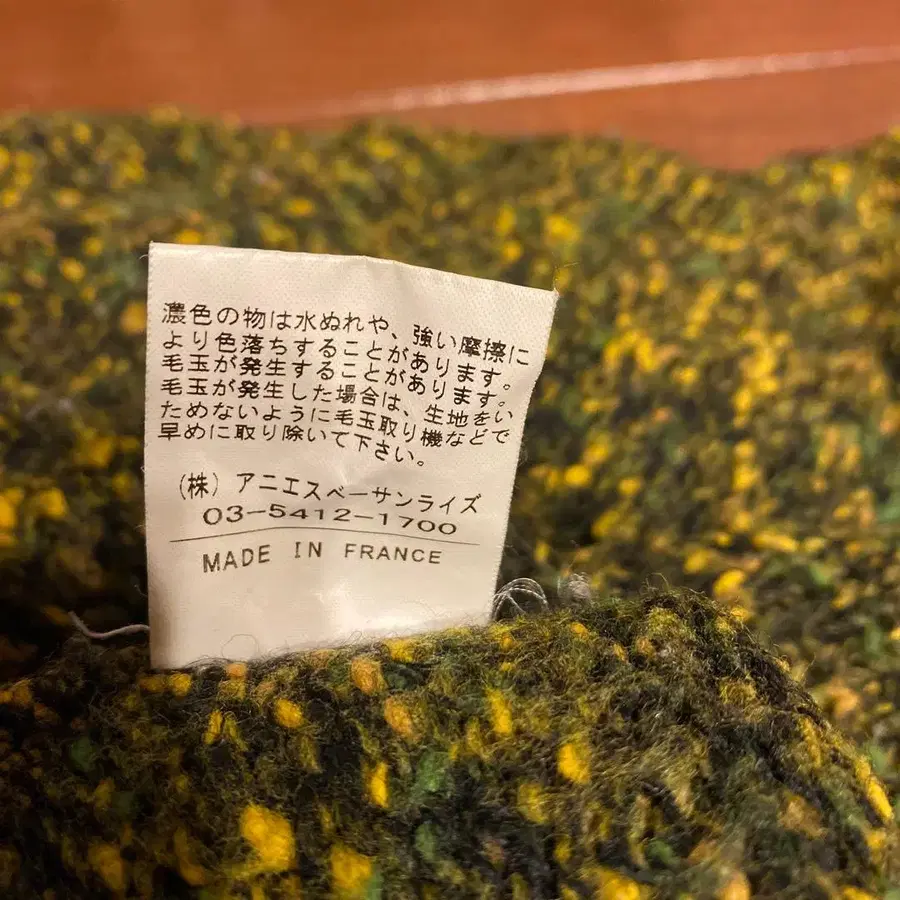 濃色の物は水ぬれや、強い摩擦に
より色落ちすることがあります。
毛玉が発生することがあります。
毛玉が発生した場合は、生地をい
ためないように毛玉取り機などで
早めに取り除いて下さい。
(株) アニエスベーサンライズ
03-5412-1700
MADE IN FRANCE